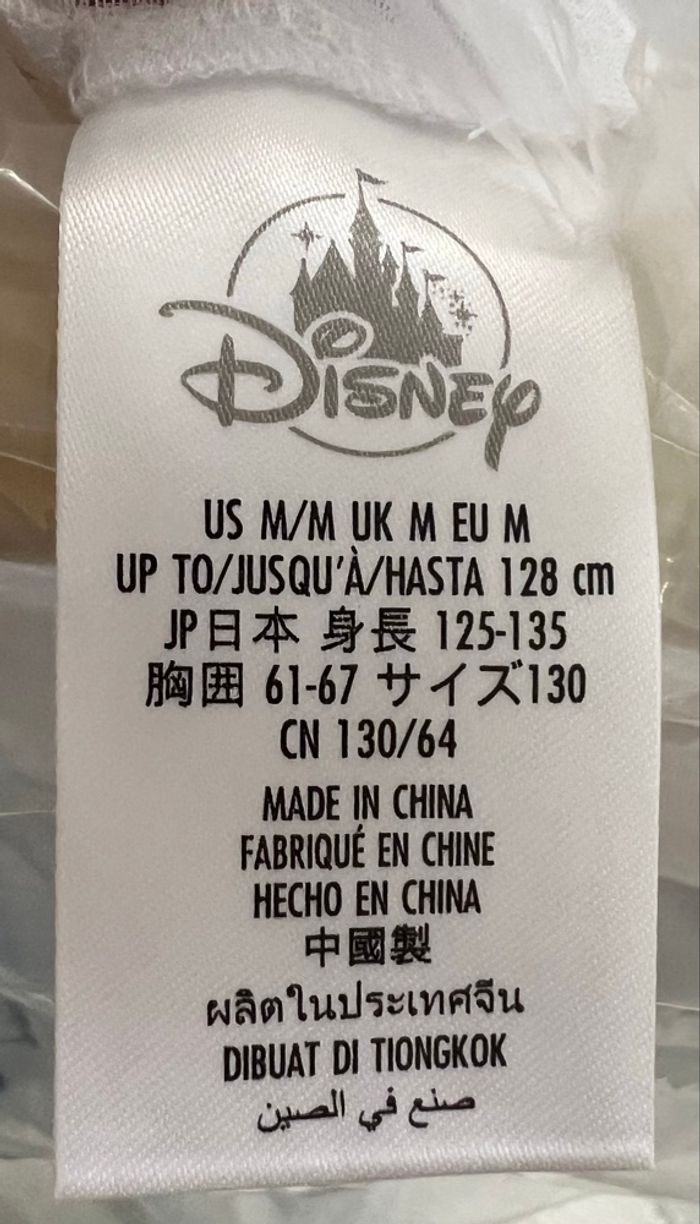 Disney
US M/M UK M EU M
UP TO/JUSQU'À/HASTA 128 cm
JP日本 身長 125-135
胸囲 61-67 サイズ130
CN 130/64
MADE IN CHINA
FABRIQUÉ EN CHINE
HECHO EN CHINA
中國製
ผลิตในประเทศจีน
DIBUAT DI TIONGKOK
صنع في الصين